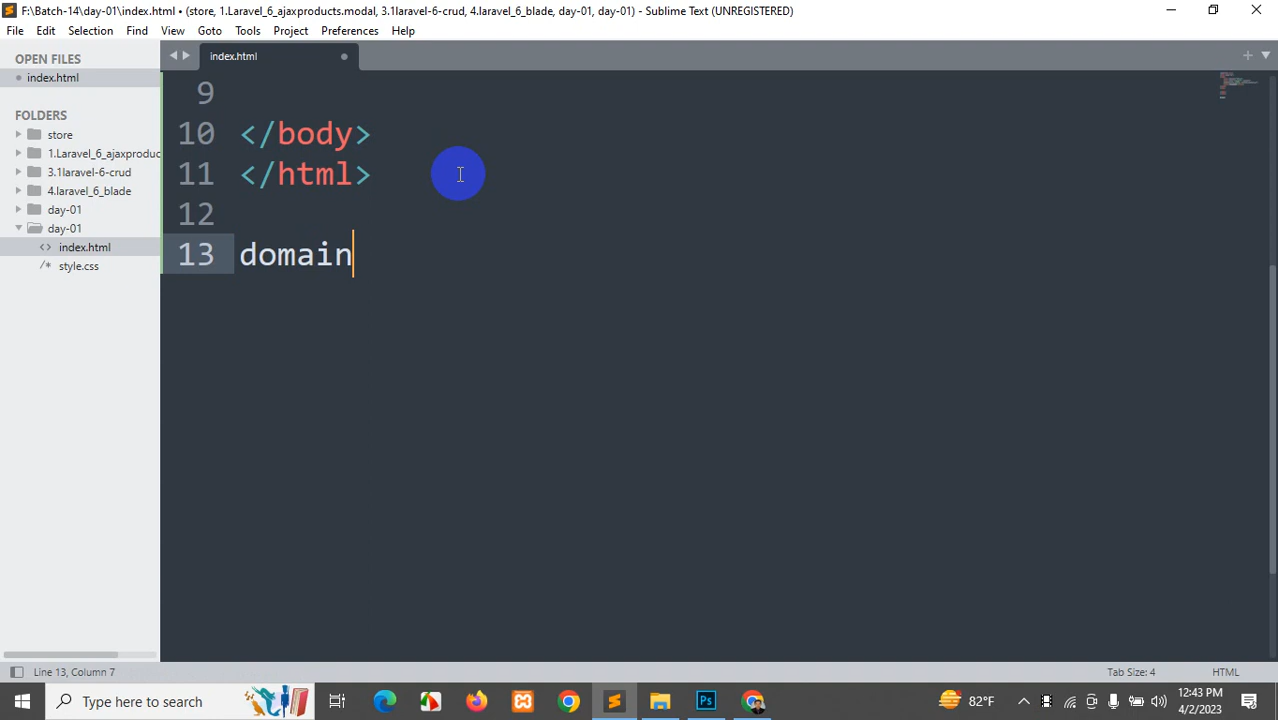 F:\Batch-14\day-01\index.html • (store, 1.Laravel_6_ajaxproducts.modal, 3.1laravel-6-crud, 4.laravel_6_blade, day-01, day-01) - Sublime Text (UNREGISTERED)
File Edit Selection Find View Goto Tools Project Preferences Help
OPEN FILES
index.html
FOLDERS
store
1.Laravel_6_ajaxproduc
3.1laravel-6-crud
4.laravel_6_blade
day-01
day-01
<> index.html
/* style.css
index.html
9
10 </body>
11 </html>
12
13 domain
Line 13, Column 7
Tab Size: 4
HTML
Type here to search
Ps
82°F
12:43 PM
4/2/2023